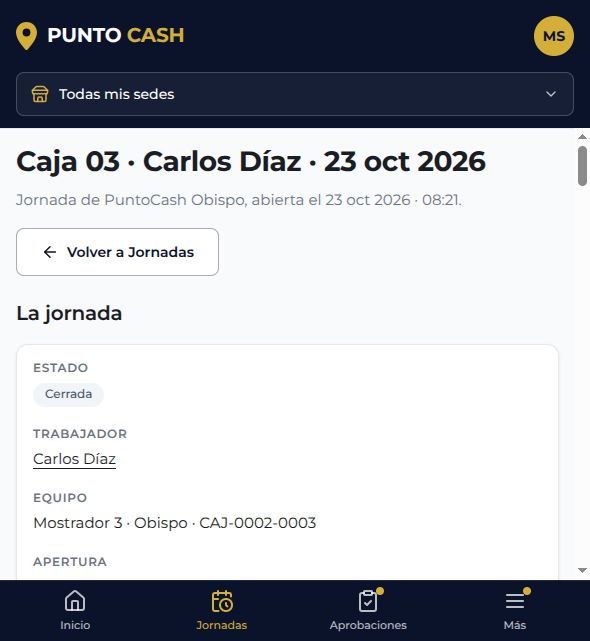 PUNTO CASH
MS
Todas mis sedes
Caja 03 · Carlos Díaz · 23 oct 2026
Jornada de PuntoCash Obispo, abierta el 23 oct 2026 · 08:21.
← Volver a Jornadas
La jornada
ESTADO
Cerrada
TRABAJADOR
Carlos Díaz
EQUIPO
Mostrador 3 · Obispo · CAJ-0002-0003
APERTURA
Inicio
Jornadas
Aprobaciones
Más